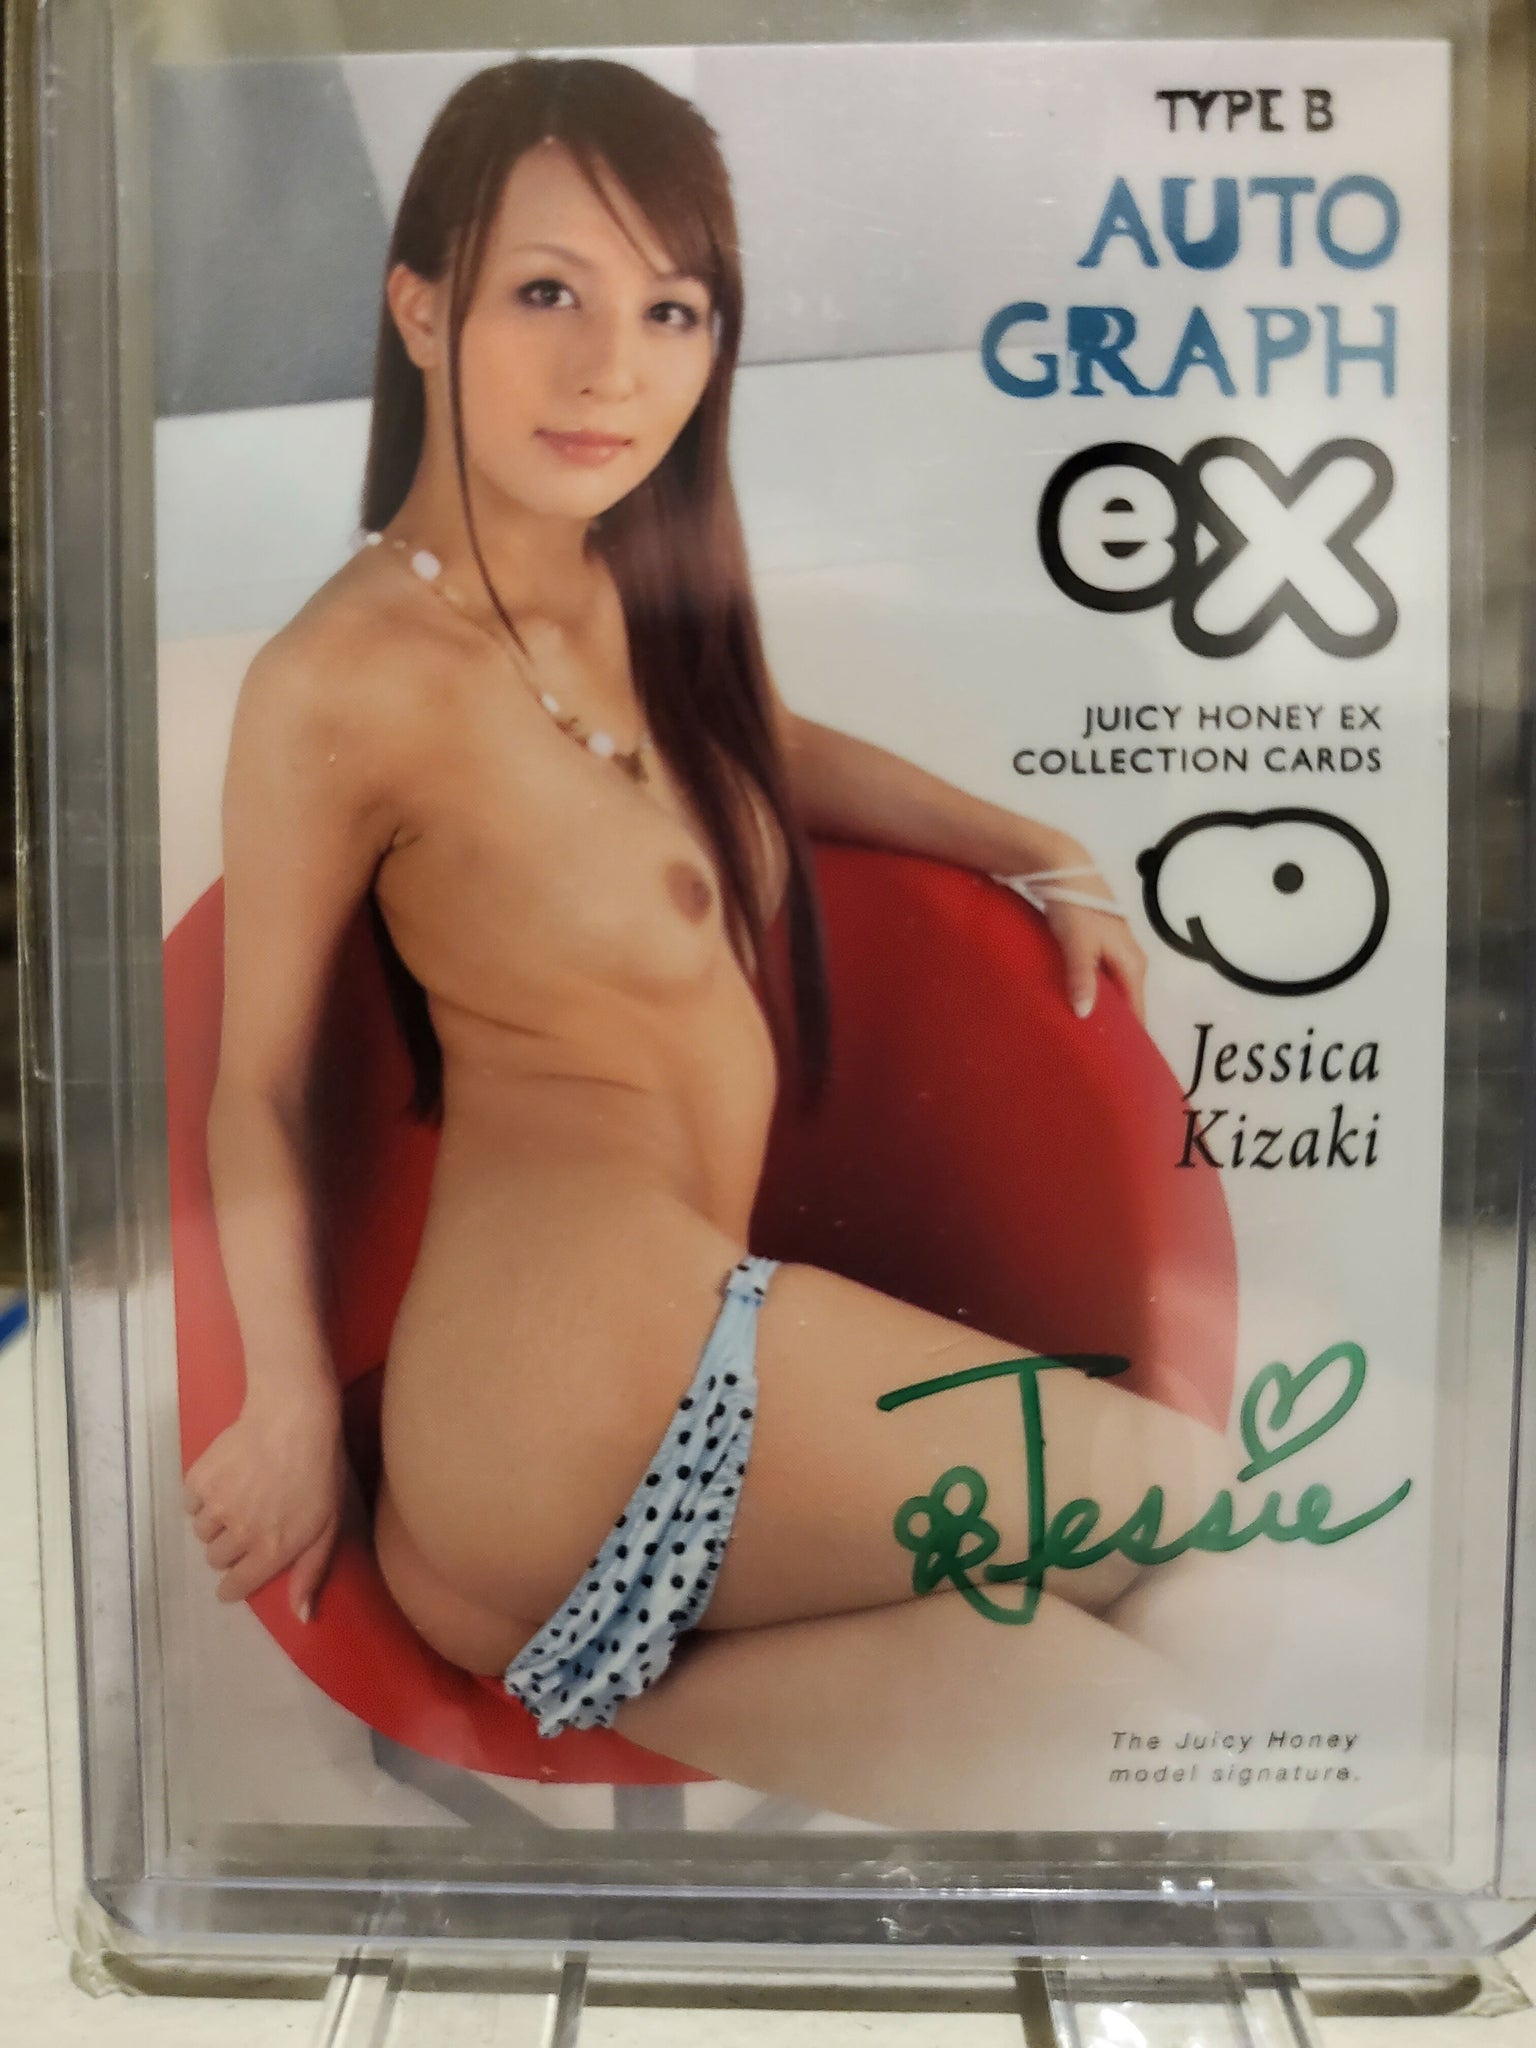 TYPE B
AUTO
GRAPH
ex
JUICY HONEY EX
COLLECTION CARDS
Jessica
Kizaki
Jessie
The Juicy Honey
model signature.